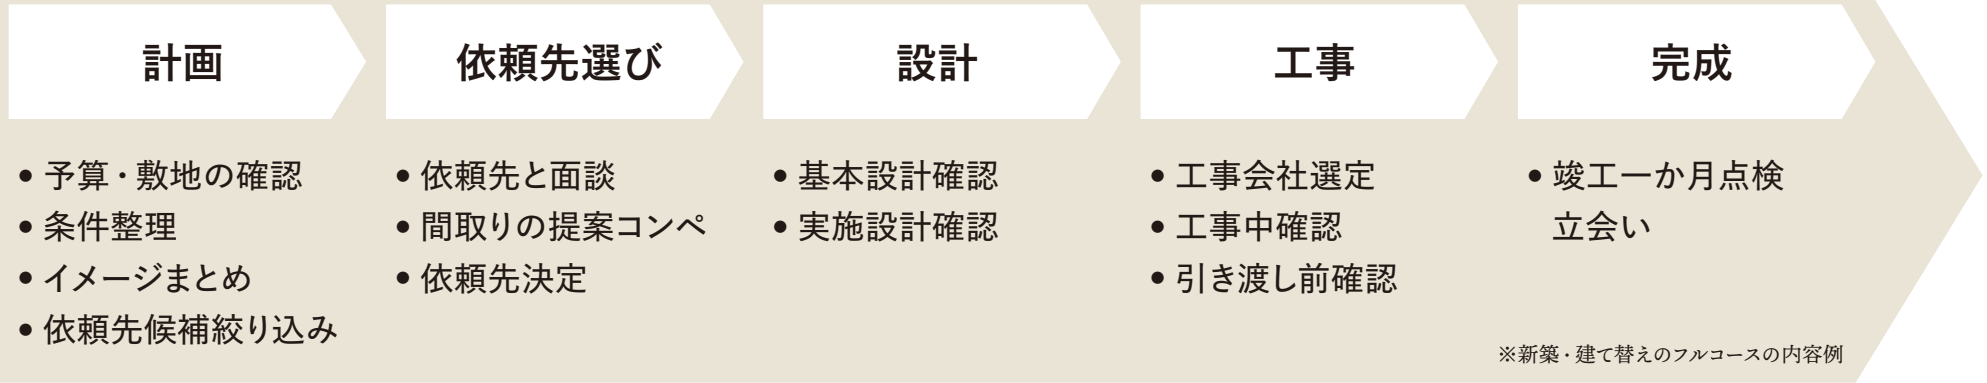 計画
• 予算・敷地の確認
• 条件整理
• イメージまとめ
• 依頼先候補絞り込み
依頼先選び
• 依頼先と面談
• 間取りの提案コンペ
• 依頼先決定
設計
• 基本設計確認
• 実施設計確認
工事
• 工事会社選定
• 工事中確認
• 引き渡し前確認
完成
• 竣工一か月点検
立会い
※新築・建て替えのフルコースの内容例